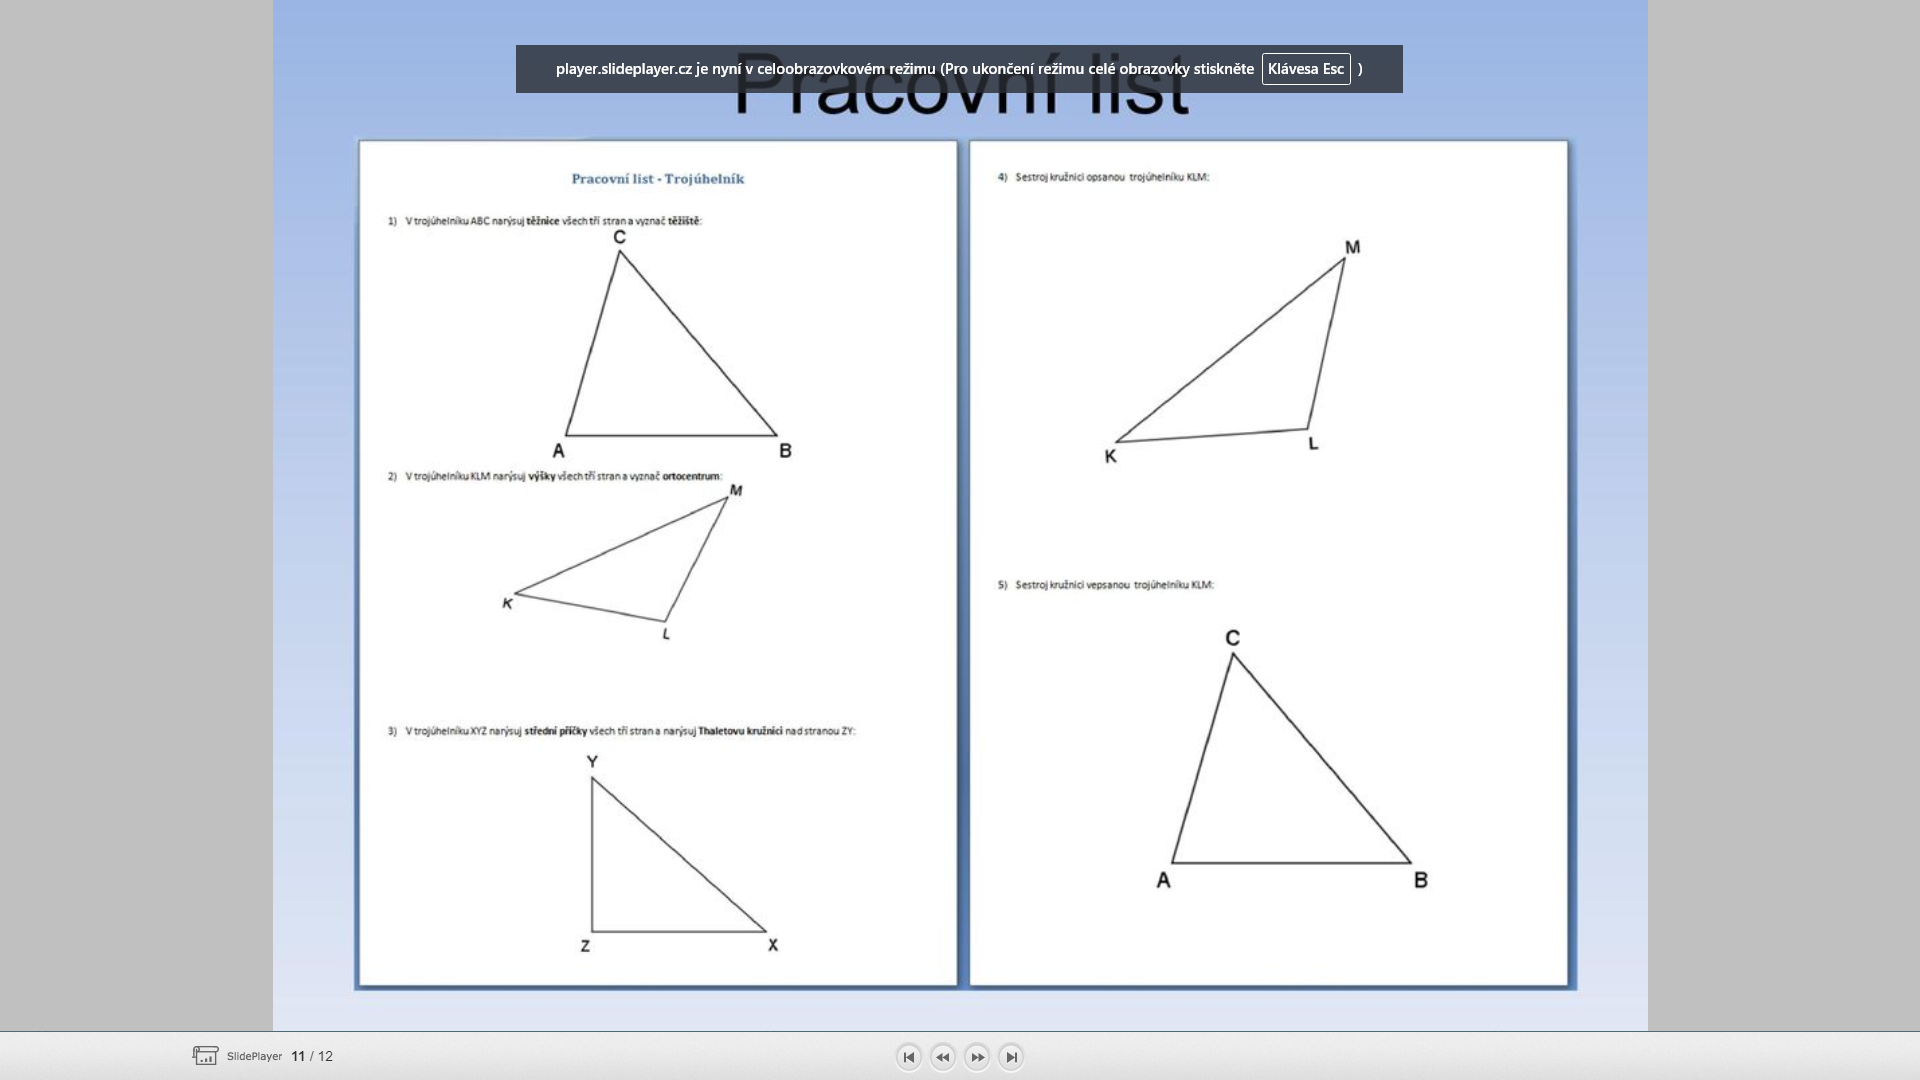 Pracovní list
player.slideplayer.cz je nyní v celoobrazovkovém režimu (Pro ukončení režimu celé obrazovky stiskněte Klávesa Esc )
Pracovní list - Trojúhelník
1) V trojúhelníku ABC narýsuj těžnice všech tří stran a vyznač těžiště:
C
A
B
2) V trojúhelníku KLM narýsuj výšky všech tří stran a vyznač ortocentrum:
M
K
L
3) V trojúhelníku XYZ narýsuj střední příčky všech tří stran a narýsuj Thaletovu kružnici nad stranou ZY:
Y
Z
X
4) Sestroj kružnici opsanou trojúhelníku KLM:
M
K
L
5) Sestroj kružnici vepsanou trojúhelníku KLM:
C
A
B
SlidePlayer 11 / 12